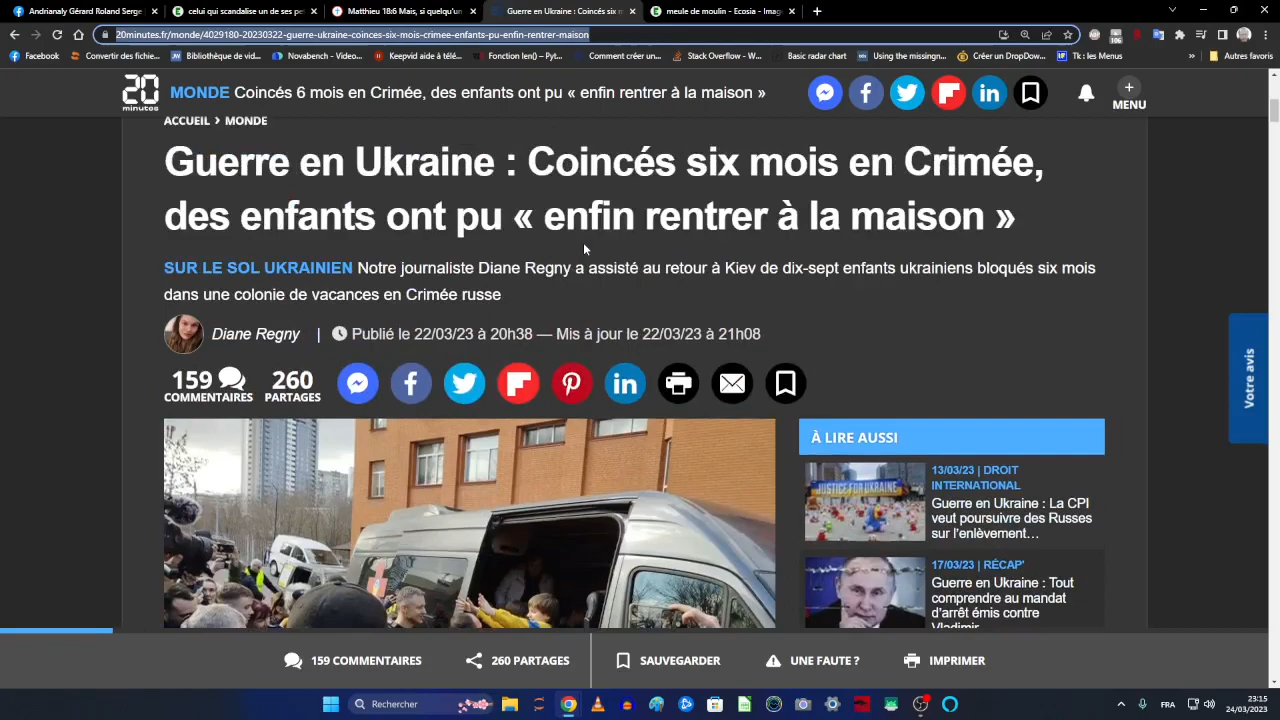 Andrianaly Gérard Roland Serge
celui qui scandalise un de ses pe
Matthieu 18:6 Mais, si quelqu'un
Guerre en Ukraine : Coincés six m
meule de moulin - Ecosia - Imag
20minutes.fr/monde/4029180-20230322-guerre-ukraine-coinces-six-mois-crimee-enfants-pu-enfin-rentrer-maison
Facebook
Convertir des fichie...
Bibliothèque de vid...
Novabench - Video...
Keepvid aide à télé...
Fonction len() – Pyt...
Comment créer un...
Stack Overflow - W...
Basic radar chart
Using the missingn...
Créer un DropDow...
Tk : les Menus
»
Autres favoris
20 minutes
MONDE Coincés 6 mois en Crimée, des enfants ont pu « enfin rentrer à la maison »
MENU
ACCUEIL > MONDE
Guerre en Ukraine : Coincés six mois en Crimée,
des enfants ont pu « enfin rentrer à la maison »
SUR LE SOL UKRAINIEN Notre journaliste Diane Regny a assisté au retour à Kiev de dix-sept enfants ukrainiens bloqués six mois
dans une colonie de vacances en Crimée russe
Diane Regny | Publié le 22/03/23 à 20h38 — Mis à jour le 22/03/23 à 21h08
159
COMMENTAIRES
260
PARTAGES
Votre avis
À LIRE AUSSI
JUSTICE FOR UKRAINE
13/03/23 | DROIT
INTERNATIONAL
Guerre en Ukraine : La CPI
veut poursuivre des Russes
sur l'enlèvement…
17/03/23 | RÉCAP'
Guerre en Ukraine : Tout
comprendre au mandat
d'arrêt émis contre
Vladimir
159 COMMENTAIRES
260 PARTAGES
SAUVEGARDER
UNE FAUTE ?
IMPRIMER
Rechercher
FRA
23:15
24/03/2023